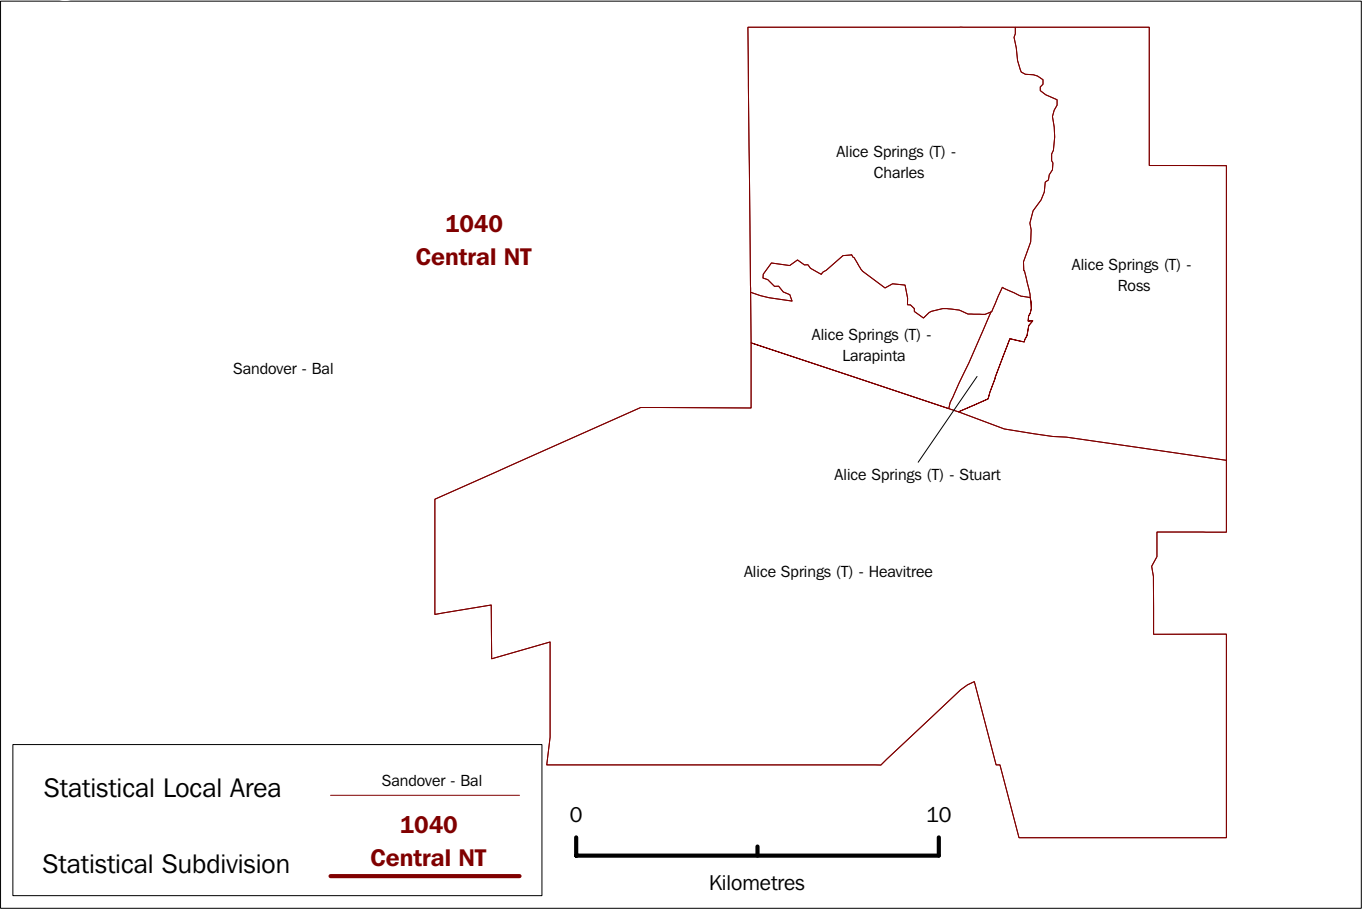 Alice Springs (T) -
Charles
1040
Central NT
Alice Springs (T) -
Ross
Alice Springs (T) -
Larapinta
Sandover - Bal
Alice Springs (T) - Stuart
Alice Springs (T) - Heavitree
Statistical Local Area
Sandover - Bal
Statistical Subdivision
1040
Central NT
0
10
Kilometres